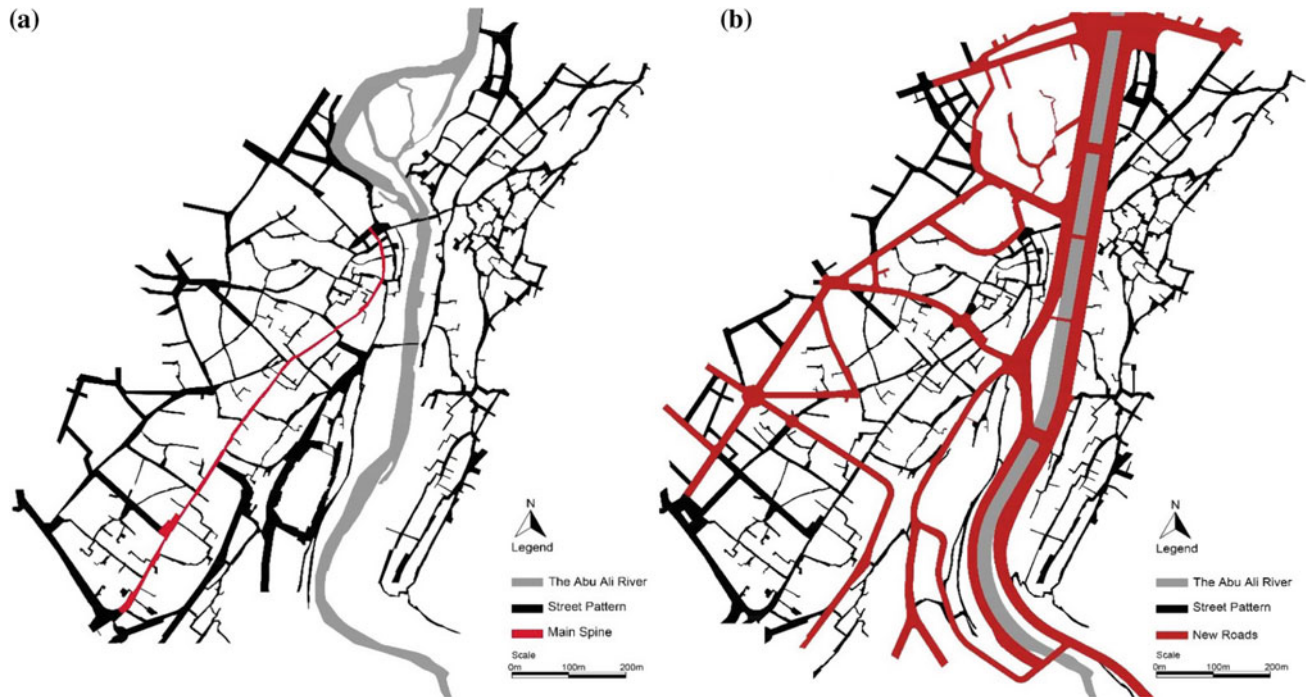 (a)
N
Legend
The Abu Ali River
Street Pattern
Main Spine
Scale
0m 100m 200m
(b)
N
Legend
The Abu Ali River
Street Pattern
New Roads
Scale
0m 100m 200m